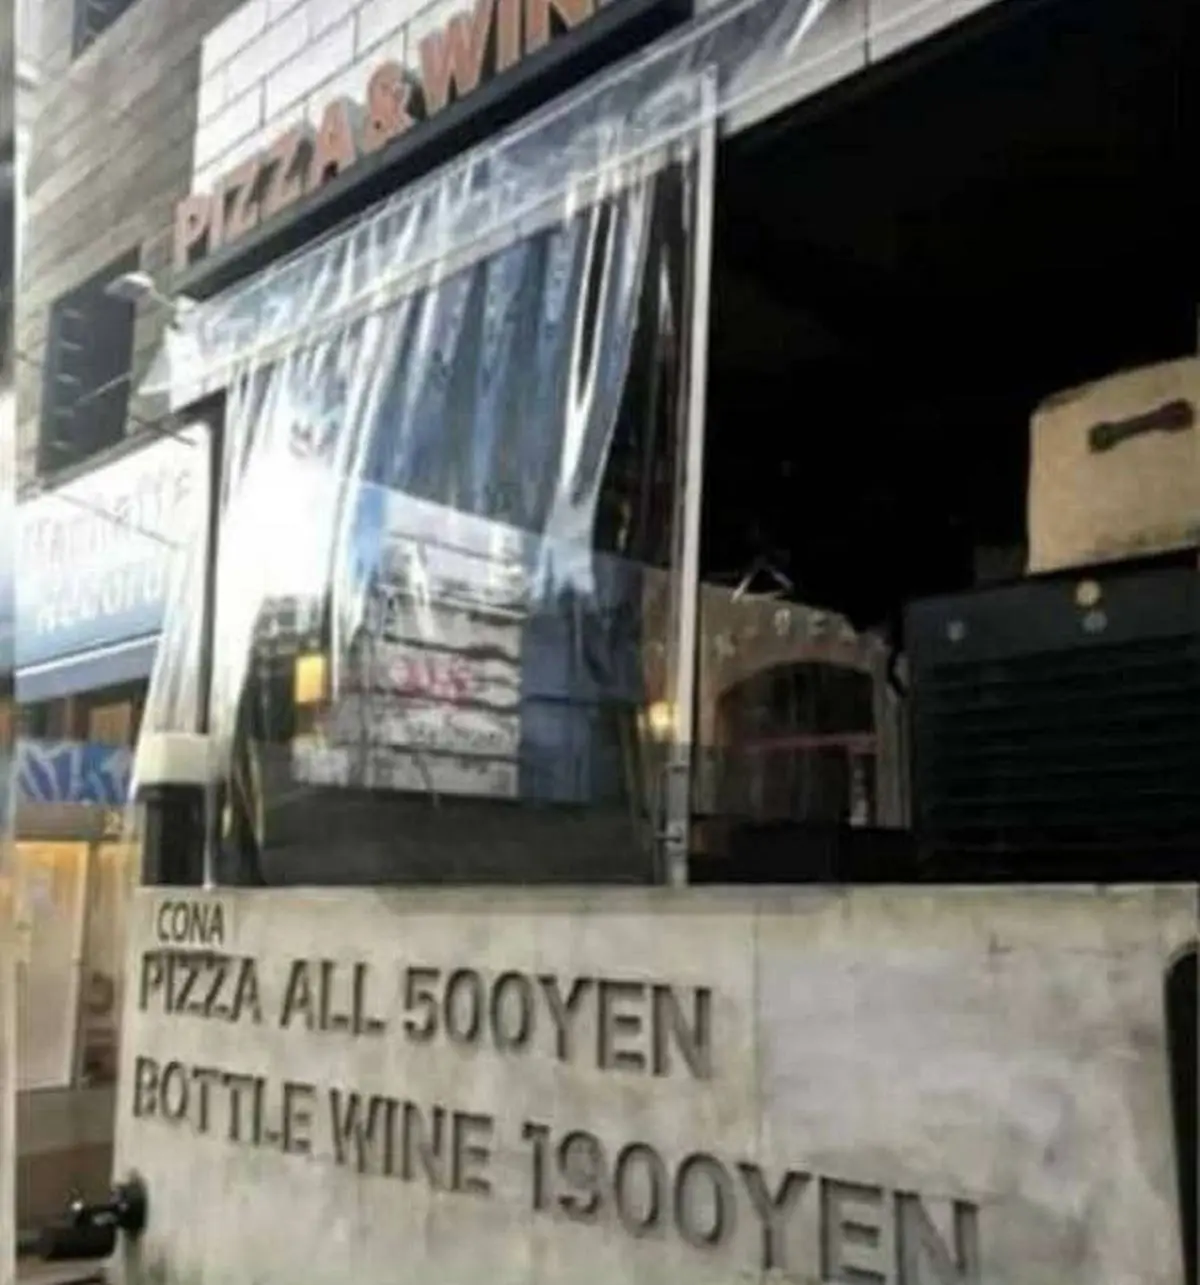 PIZZA&WIN
CONA
PIZZA ALL 500YEN
BOTTLE WINE 1900YEN